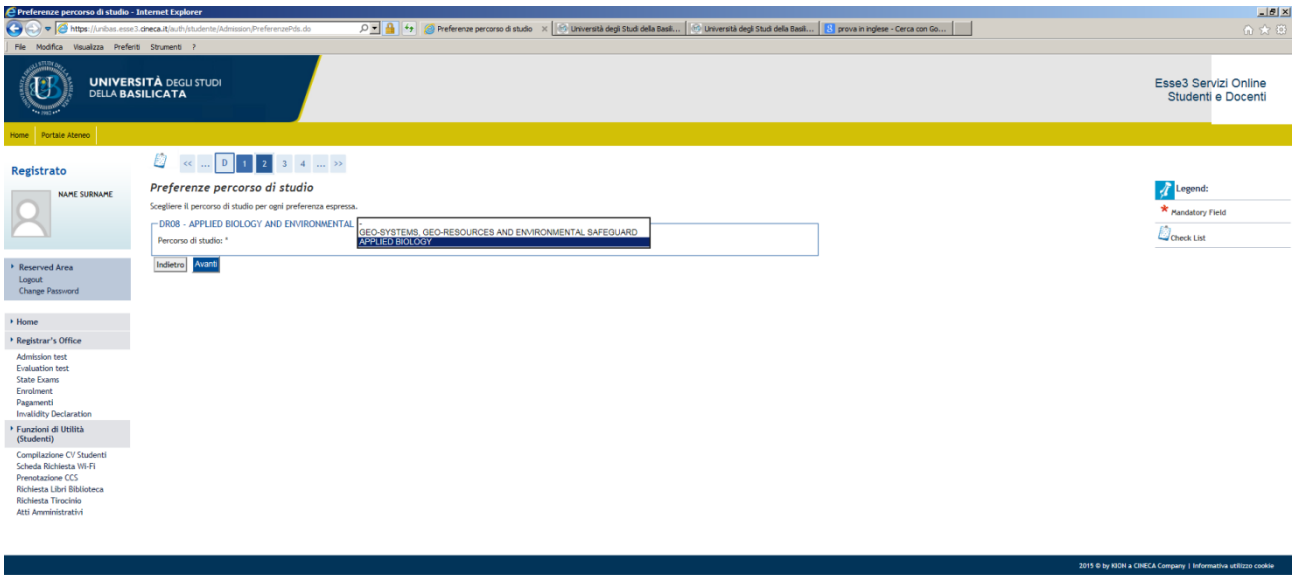 Preferenze percorso di studio - Internet Explorer
https://unibas.esse3.cineca.it/auth/studente/Admission/PreferenzePds.do
Preferenze percorso di studio
Università degli Studi della Basil...
Università degli Studi della Basili...
prova in inglese - Cerca con Go...
File Modifica Visualizza Preferiti Strumenti ?
UNIVERSITÀ DEGLI STUDI
DELLA BASILICATA
Esse3 Servizi Online
Studenti e Docenti
Home Portale Ateneo
Registrato
NAME SURNAME
Reserved Area
Logout
Change Password
Home
Registrar's Office
Admission test
Evaluation test
State Exams
Enrolment
Pagamenti
Invalidity Declaration
Funzioni di Utilità
(Studenti)
Compilazione CV Studenti
Scheda Richiesta Wi-Fi
Prenotazione CCS
Richiesta Libri Biblioteca
Richiesta Tirocinio
Atti Amministrativi
<< ... D 1 2 3 4 ... >>
Preferenze percorso di studio
Scegliere il percorso di studio per ogni preferenza espressa.
DR08 - APPLIED BIOLOGY AND ENVIRONMENTAL
Percorso di studio: *
-
GEO-SYSTEMS, GEO-RESOURCES AND ENVIRONMENTAL SAFEGUARD
APPLIED BIOLOGY
Indietro Avanti
Legend:
* Mandatory Field
Check List
2015 © by KION a CINECA Company | Informativa utilizzo cookie